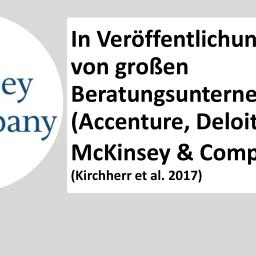 ey
pany
In Veröffentlichun
von großen
Beratungsunterne
(Accenture, Deloit
McKinsey & Comp
(Kirchherr et al. 2017)